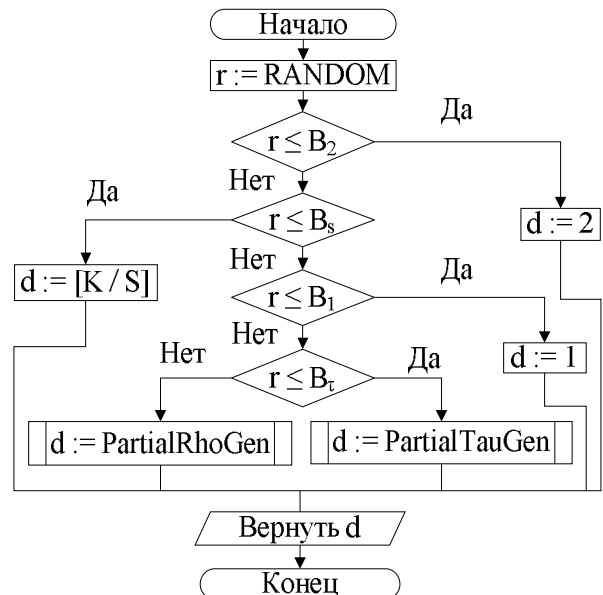 Начало
r := RANDOM
Да
r ≤ B₂
Нет
Да
r ≤ Bₛ
d := 2
Нет
Да
d := [K / S]
r ≤ B₁
Нет
Нет
d := 1
Да
r ≤ B_τ
d := PartialRhoGen
d := PartialTauGen
Вернуть d
Конец